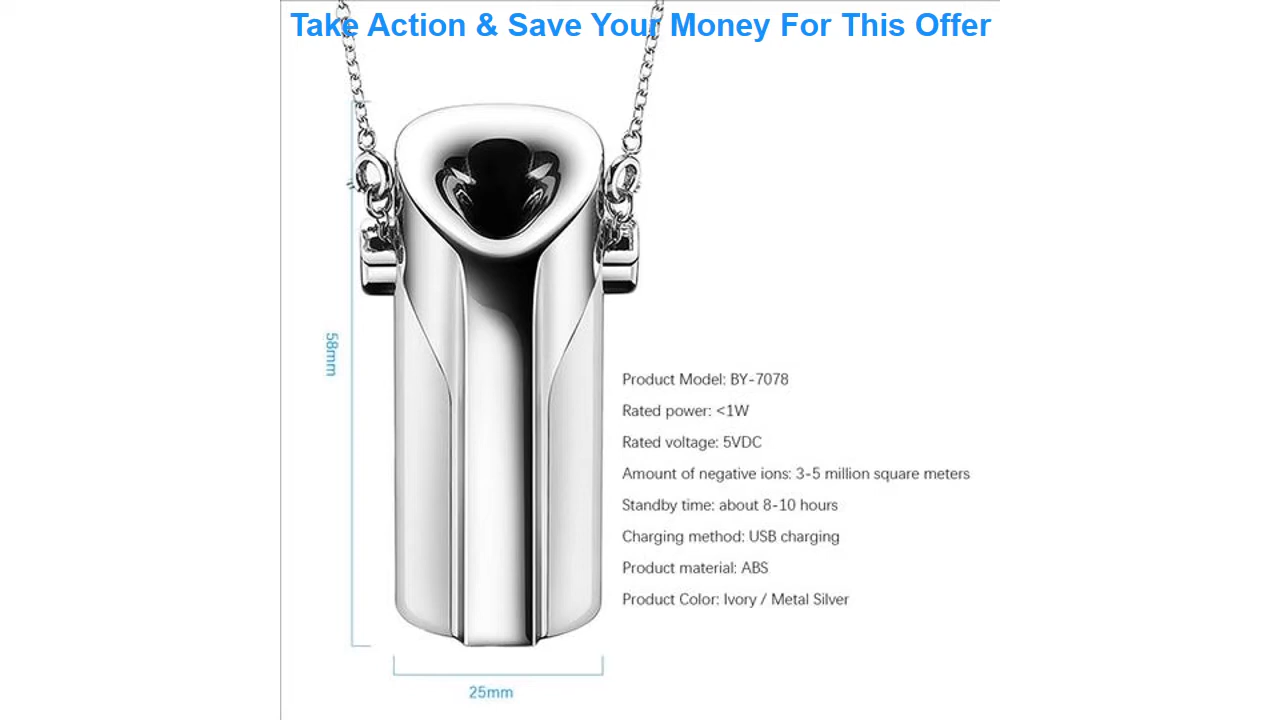 Take Action & Save Your Money For This Offer
58mm
Product Model: BY-7078
Rated power: <1W
Rated voltage: 5VDC
Amount of negative ions: 3-5 million square meters
Standby time: about 8-10 hours
Charging method: USB charging
Product material: ABS
Product Color: Ivory / Metal Silver
25mm